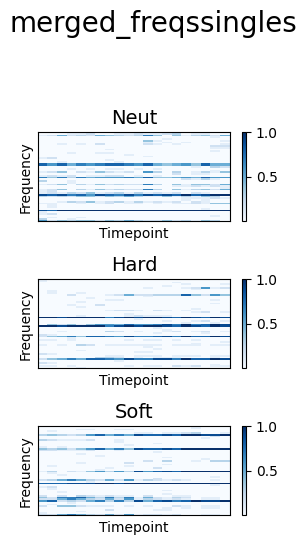 merged_freqssingles
Neut
Frequency
1.0
0.5
Timepoint
Hard
Frequency
1.0
0.5
Timepoint
Soft
Frequency
1.0
0.5
Timepoint